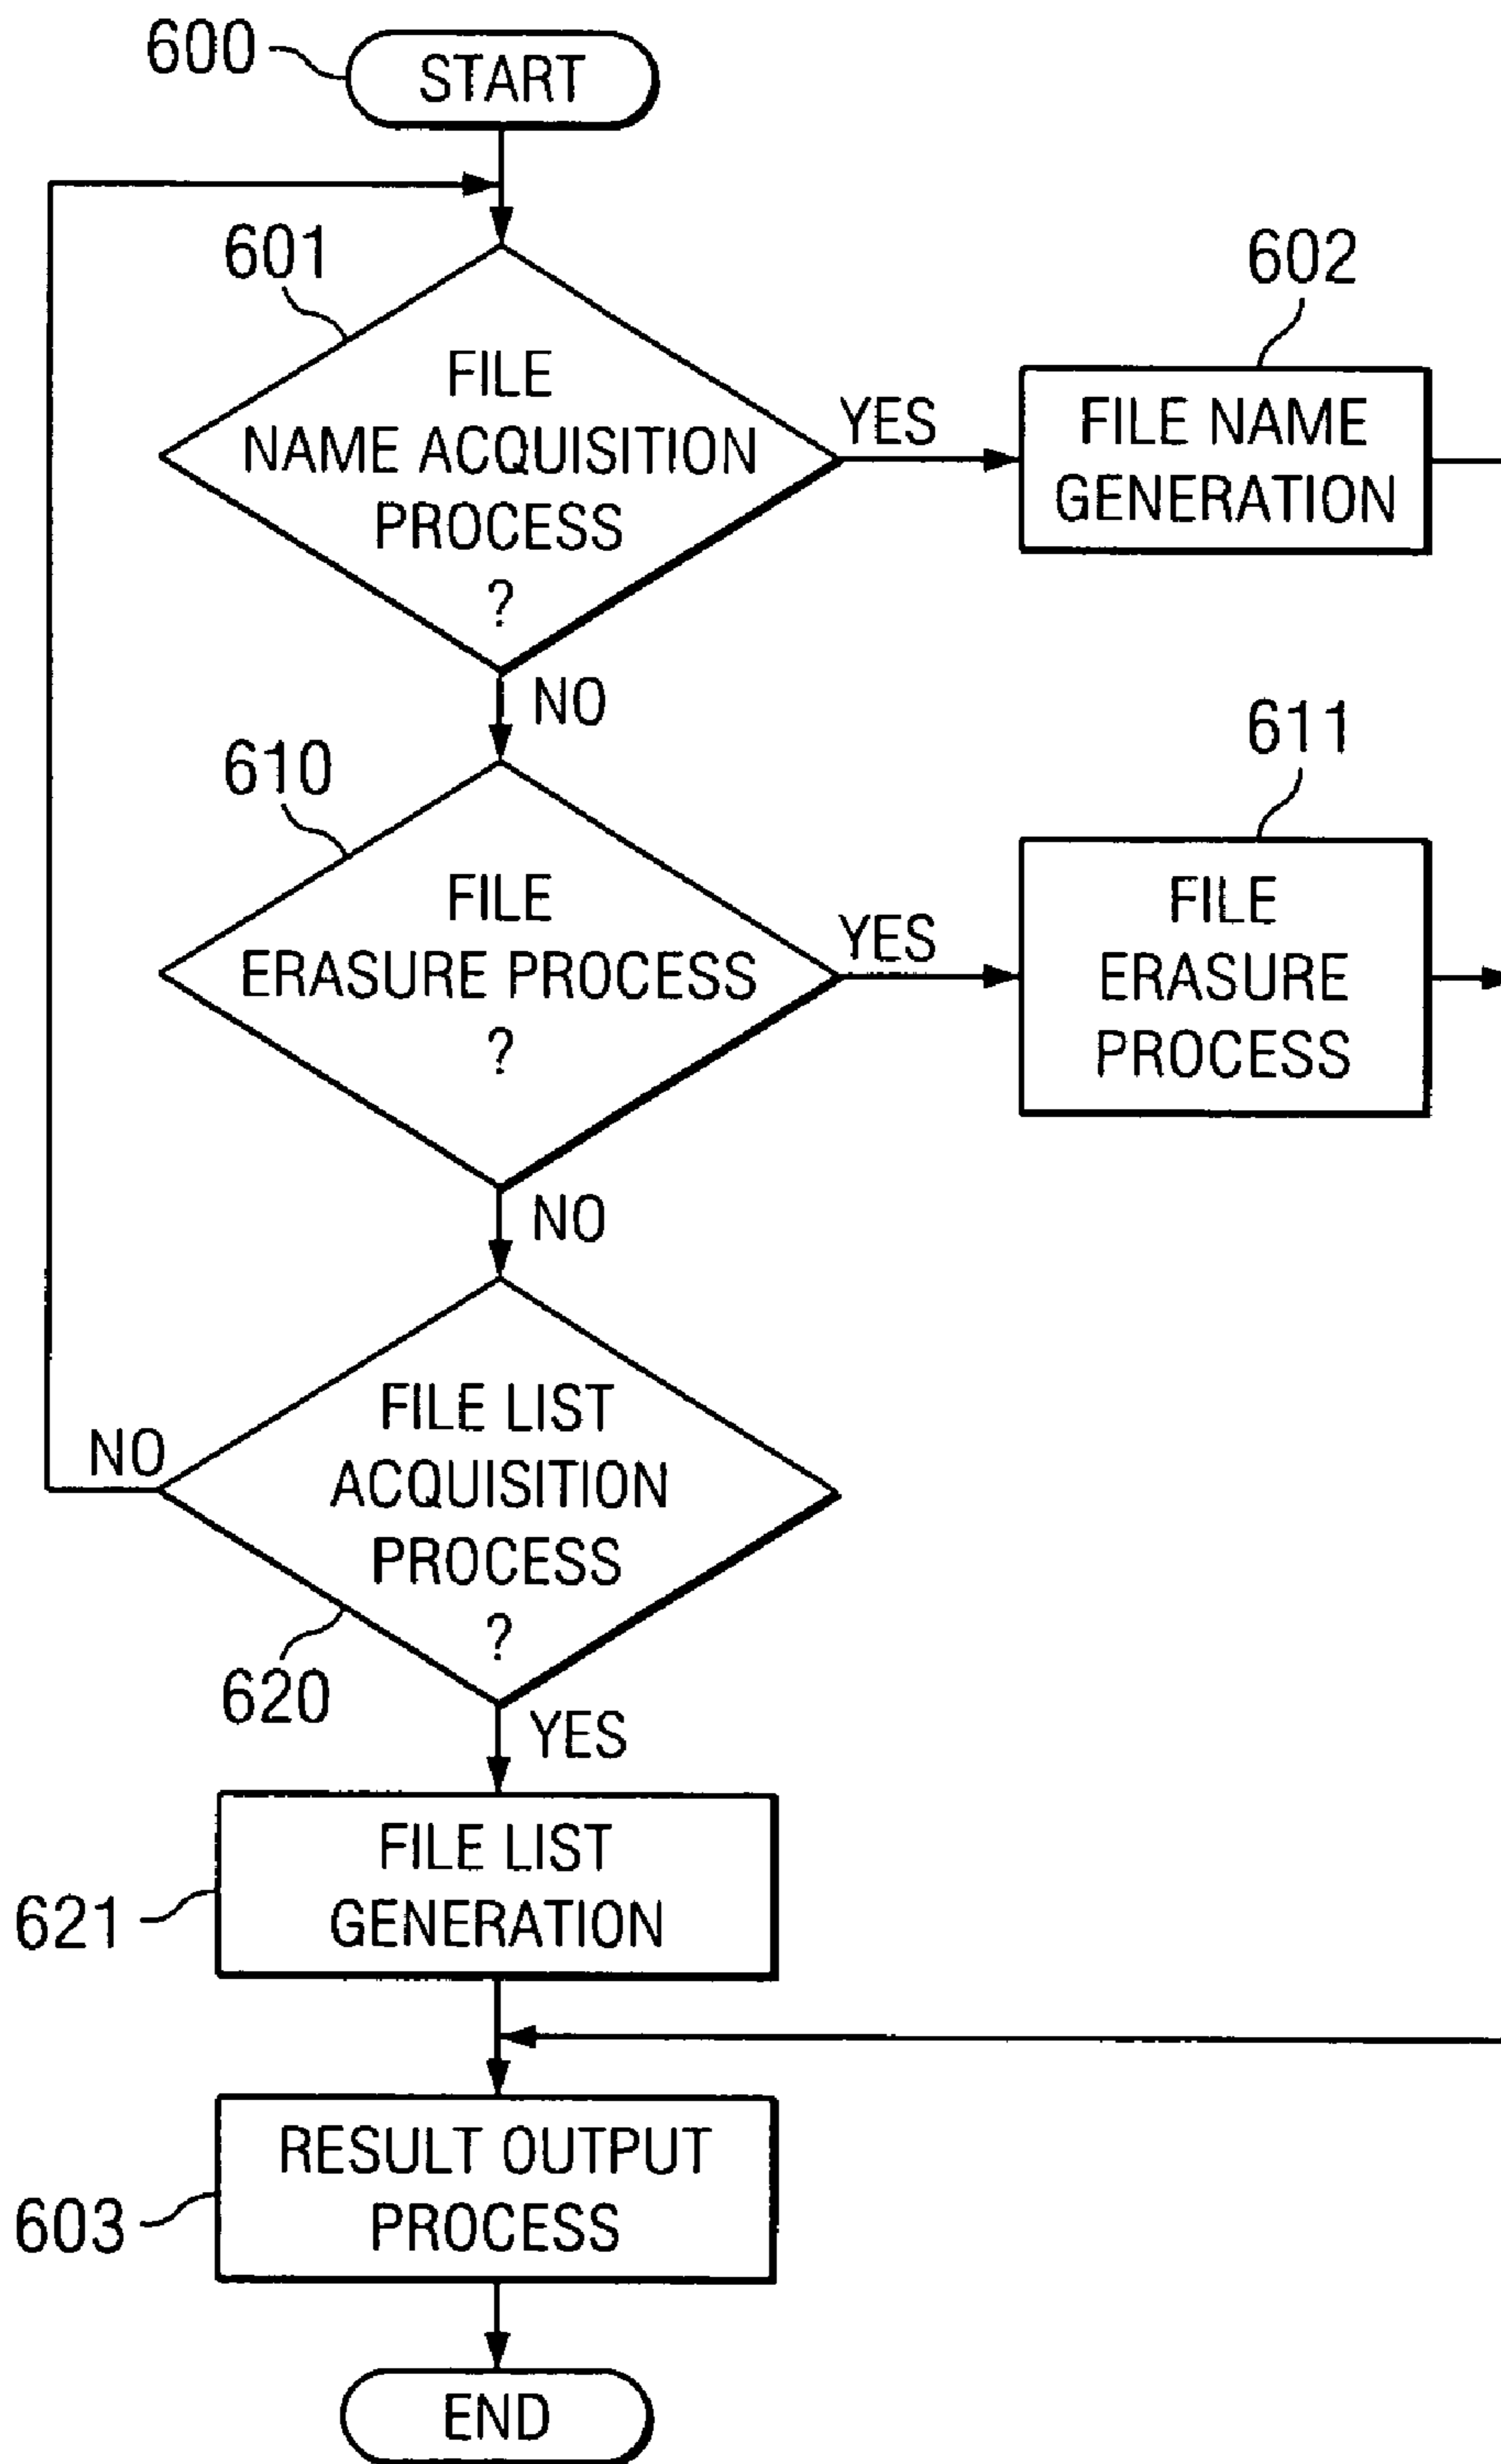 600
START
601
FILE
NAME ACQUISITION
PROCESS
?
YES
602
FILE NAME
GENERATION
NO
610
FILE
ERASURE PROCESS
?
YES
611
FILE
ERASURE
PROCESS
NO
FILE LIST
ACQUISITION
PROCESS
?
NO
620
YES
621
FILE LIST
GENERATION
603
RESULT OUTPUT
PROCESS
END